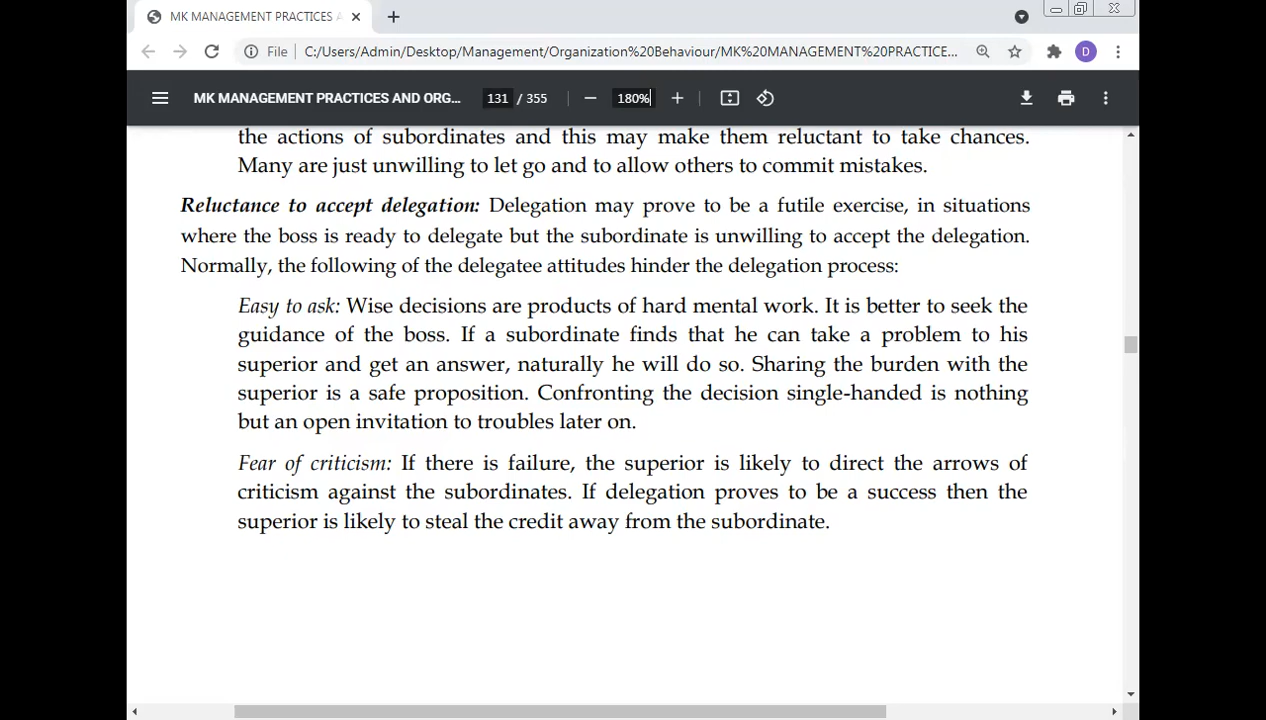 MK MANAGEMENT PRACTICES A
File
C:/Users/Admin/Desktop/Management/Organization%20Behaviour/MK%20MANAGEMENT%20PRACTICE...
D
MK MANAGEMENT PRACTICES AND ORG...
131 / 355
180%
the actions of subordinates and this may make them reluctant to take chances.
Many are just unwilling to let go and to allow others to commit mistakes.
Reluctance to accept delegation: Delegation may prove to be a futile exercise, in situations
where the boss is ready to delegate but the subordinate is unwilling to accept the delegation.
Normally, the following of the delegatee attitudes hinder the delegation process:
Easy to ask: Wise decisions are products of hard mental work. It is better to seek the
guidance of the boss. If a subordinate finds that he can take a problem to his
superior and get an answer, naturally he will do so. Sharing the burden with the
superior is a safe proposition. Confronting the decision single-handed is nothing
but an open invitation to troubles later on.
Fear of criticism: If there is failure, the superior is likely to direct the arrows of
criticism against the subordinates. If delegation proves to be a success then the
superior is likely to steal the credit away from the subordinate.